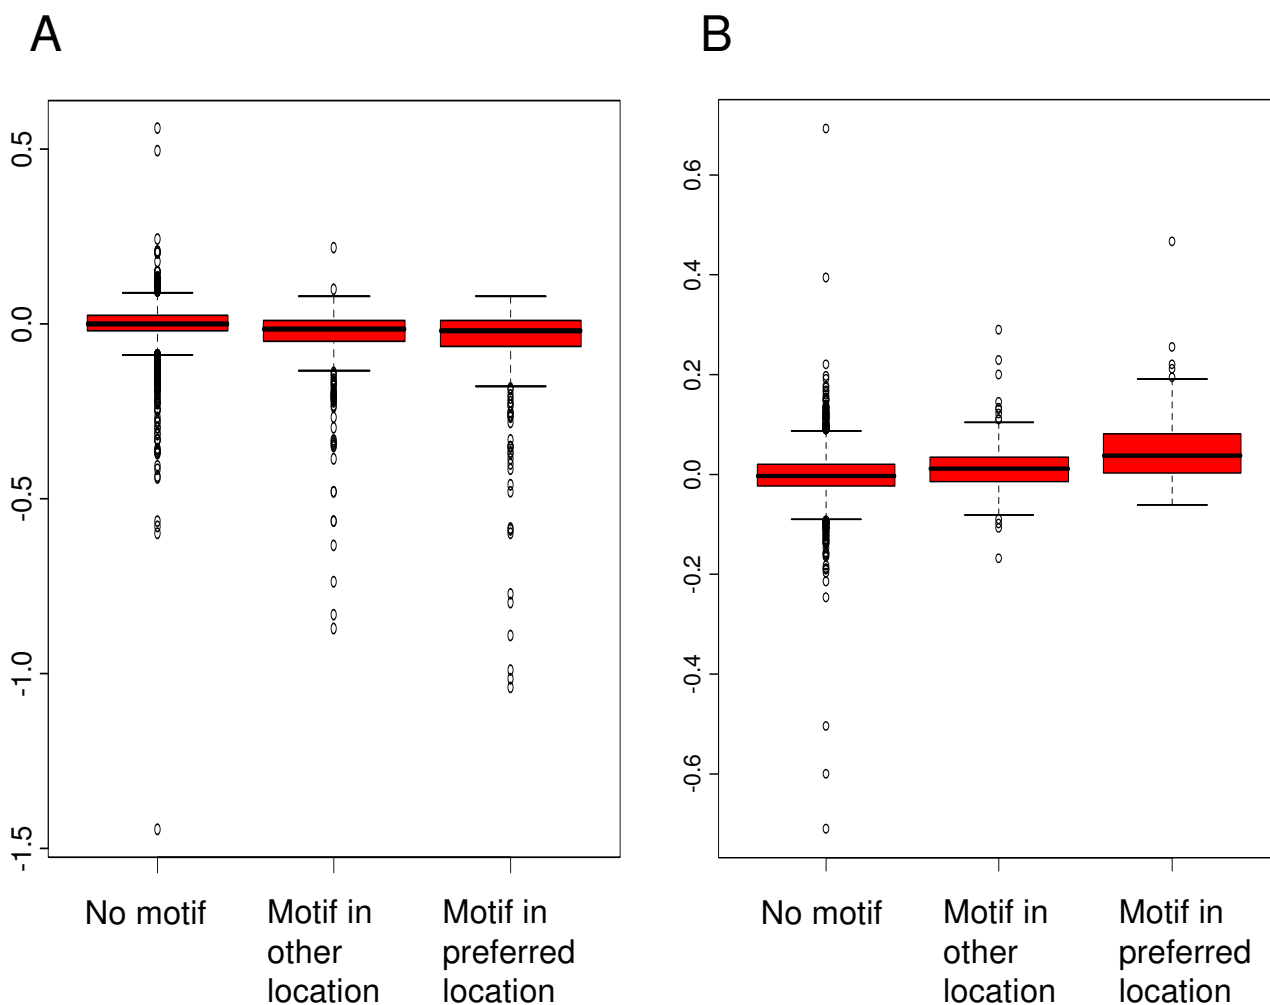 A
0.5
0.0
-0.5
-1.0
-1.5
No motif
Motif in
other
location
Motif in
preferred
location
B
0.6
0.4
0.2
0.0
-0.2
-0.4
-0.6
No motif
Motif in
other
location
Motif in
preferred
location